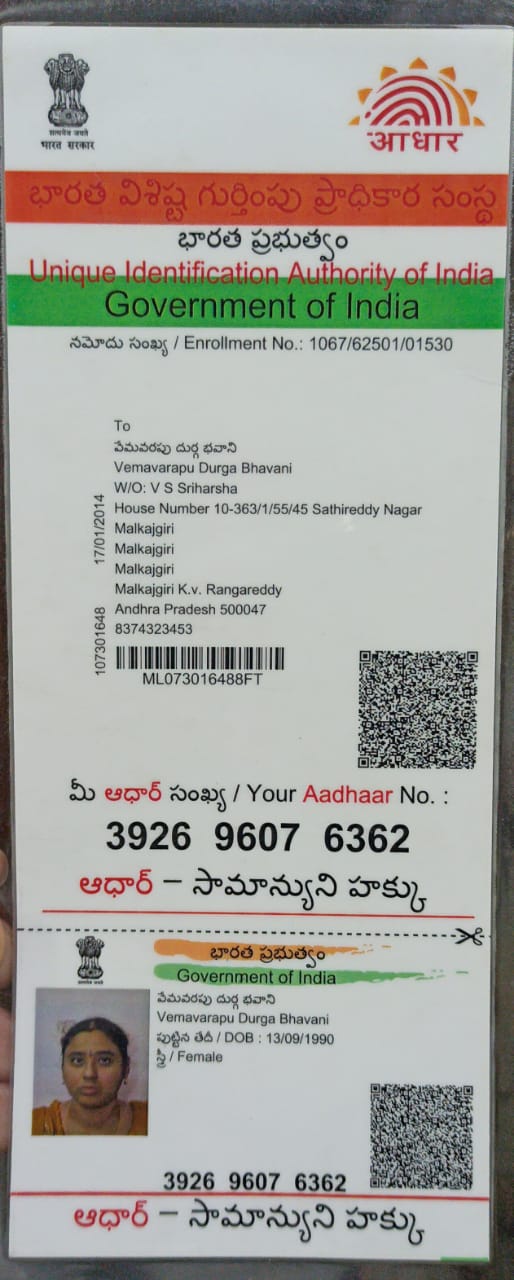 सत्यमेव जयते
भारत सरकार
आधार
భారత విశిష్ట గుర్తింపు ప్రాధికార సంస్థ
భారత ప్రభుత్వం
Unique Identification Authority of India
Government of India
నమోదు సంఖ్య / Enrollment No.: 1067/62501/01530
To
వేమవరపు దుర్గ భవాని
Vemavarapu Durga Bhavani
W/O: V S Sriharsha
House Number 10-363/1/55/45 Sathireddy Nagar
Malkajgiri
Malkajgiri
Malkajgiri
Malkajgiri K.v. Rangareddy
Andhra Pradesh 500047
8374323453
17/01/2014
107301648
ML073016488FT
మీ ఆధార్ సంఖ్య / Your Aadhaar No. :
3926 9607 6362
ఆధార్ – సామాన్యుని హక్కు
భారత ప్రభుత్వం
Government of India
వేమవరపు దుర్గ భవాని
Vemavarapu Durga Bhavani
పుట్టిన తేదీ / DOB : 13/09/1990
స్త్రీ / Female
3926 9607 6362
ఆధార్ – సామాన్యుని హక్కు